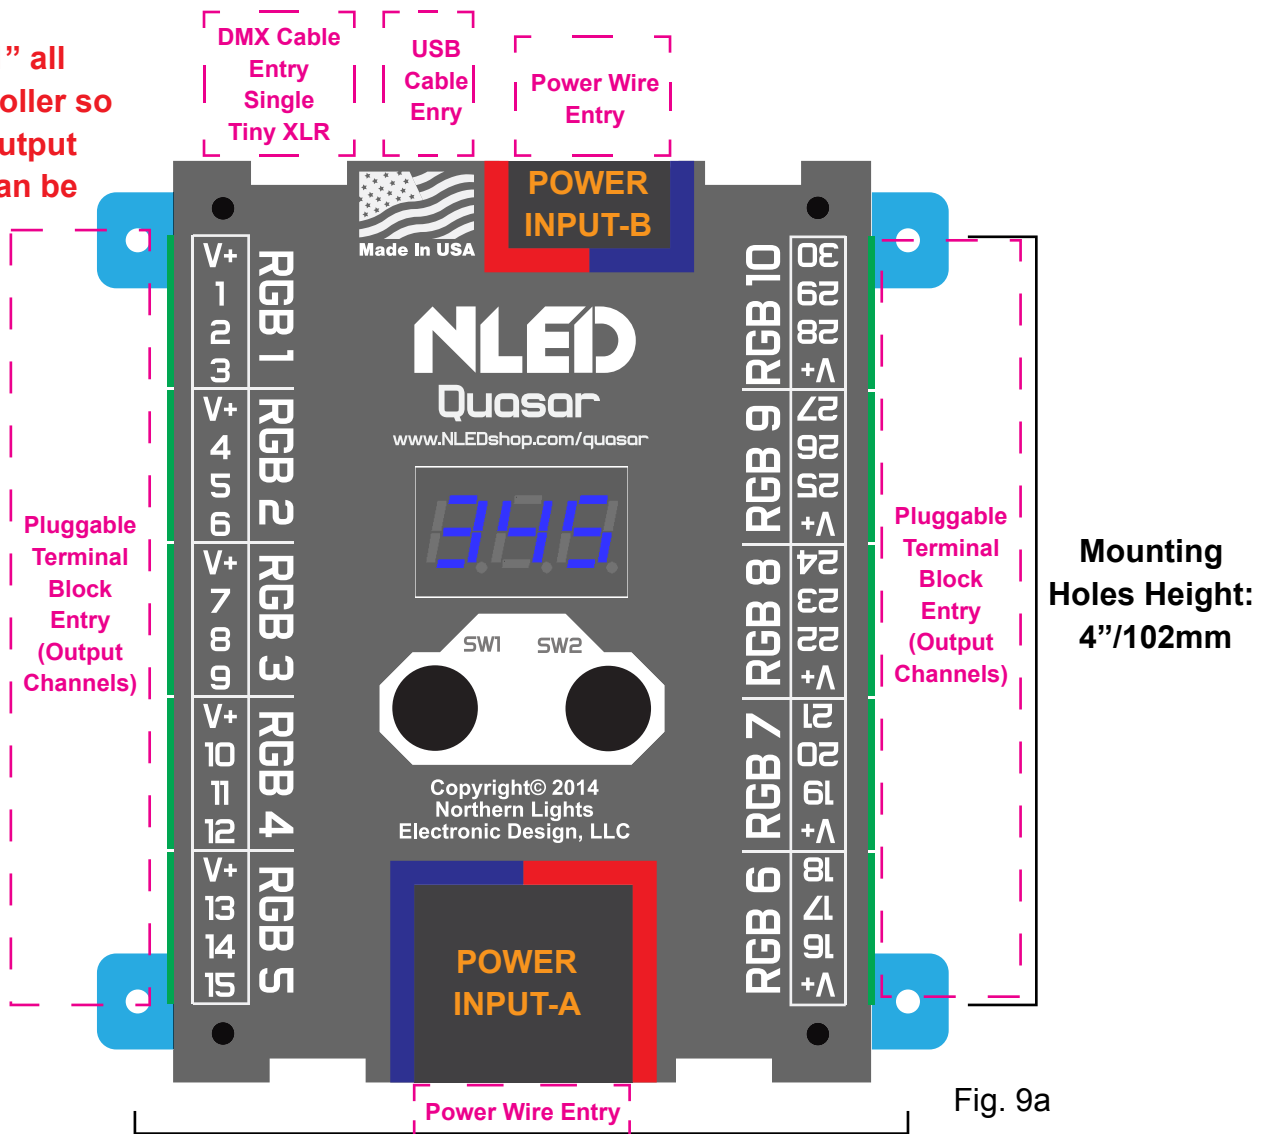 DMX Cable
Entry
Single
Tiny XLR
USB
Cable
Enry
Power Wire
Entry
” all
oller so
utput
an be
Made In USA
POWER
INPUT-B
V+
1
2
3
RGB 1
V+
4
5
6
RGB 2
V+
7
8
9
RGB 3
V+
10
11
12
RGB 4
V+
13
14
15
RGB 5
NLED
Quasar
www.NLEDshop.com/quasar
345
SW1 SW2
Copyright© 2014
Northern Lights
Electronic Design, LLC
POWER
INPUT-A
RGB 10
30
29
28
V+
RGB 9
27
26
25
V+
RGB 8
24
23
22
V+
RGB 7
21
20
19
V+
RGB 6
18
17
16
V+
Pluggable
Terminal
Block
Entry
(Output
Channels)
Pluggable
Terminal
Block
Entry
(Output
Channels)
Mounting
Holes Height:
4”/102mm
Power Wire Entry
Fig. 9a